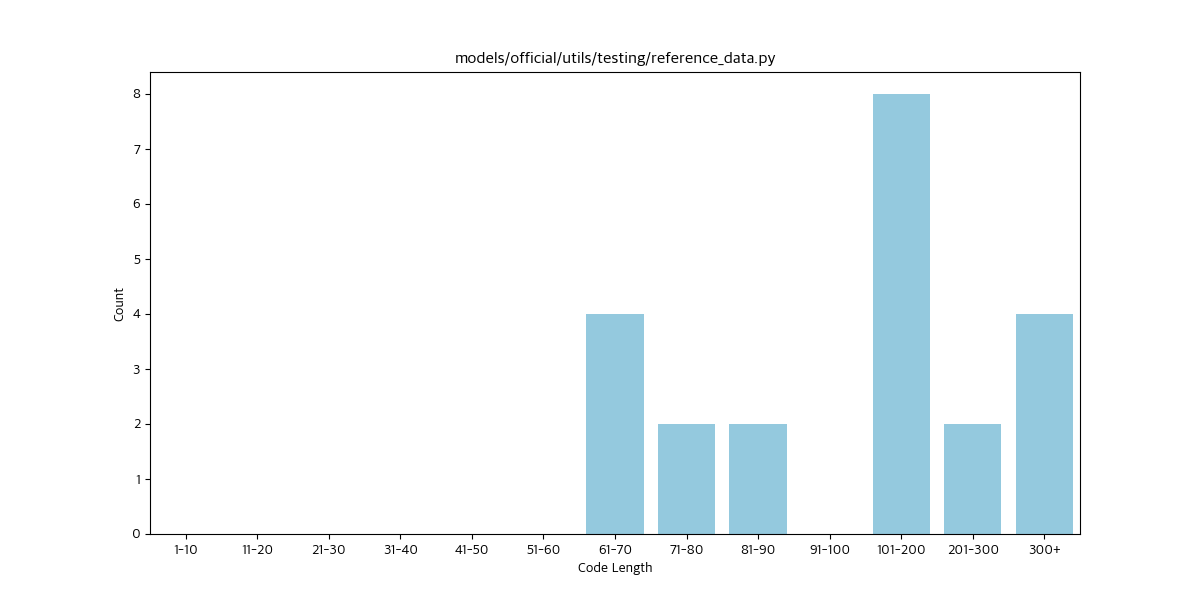 models/official/utils/testing/reference_data.py
8
7
6
5
4
3
2
1
0
Count
1-10 11-20 21-30 31-40 41-50 51-60 61-70 71-80 81-90 91-100 101-200 201-300 300+
Code Length